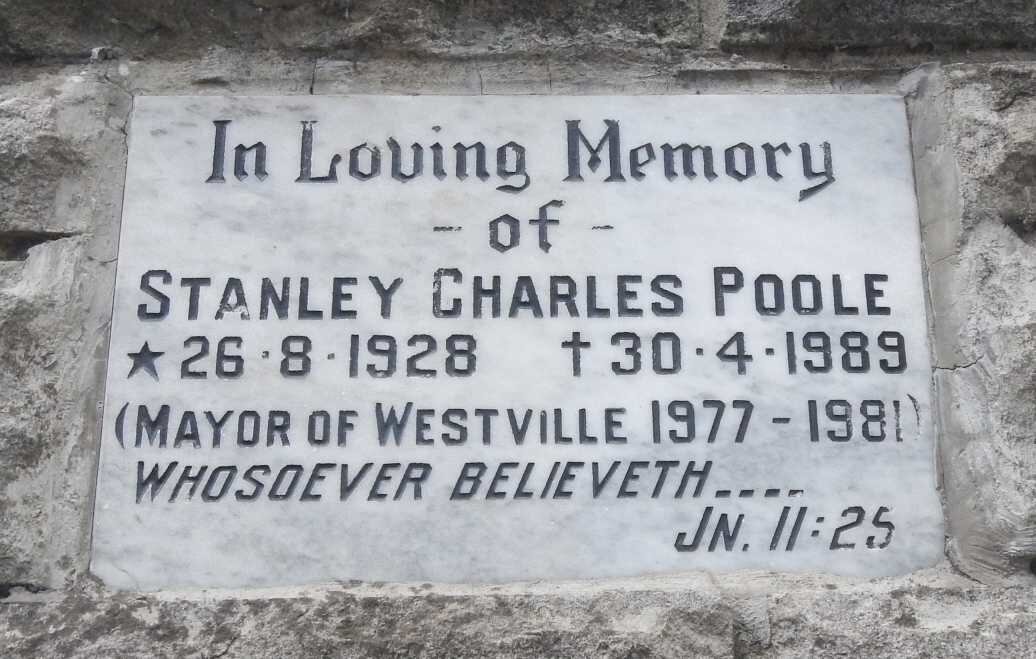 In Loving Memory
- of -
STANLEY CHARLES POOLE
★ 26·8·1928 † 30·4·1989
(MAYOR OF WESTVILLE 1977-1981)
WHOSOEVER BELIEVETH....
JN. 11:25